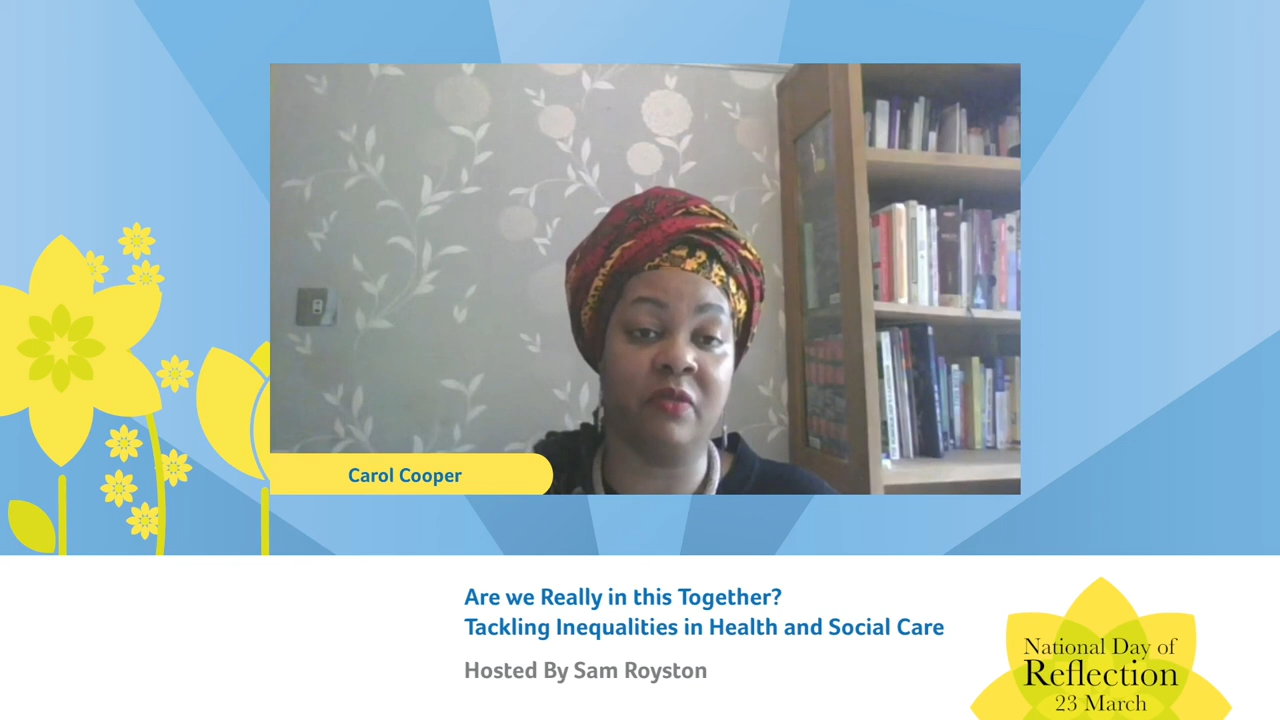 Carol Cooper
Are we Really in this Together?
Tackling Inequalities in Health and Social Care
Hosted By Sam Royston
National Day of
Reflection
23 March